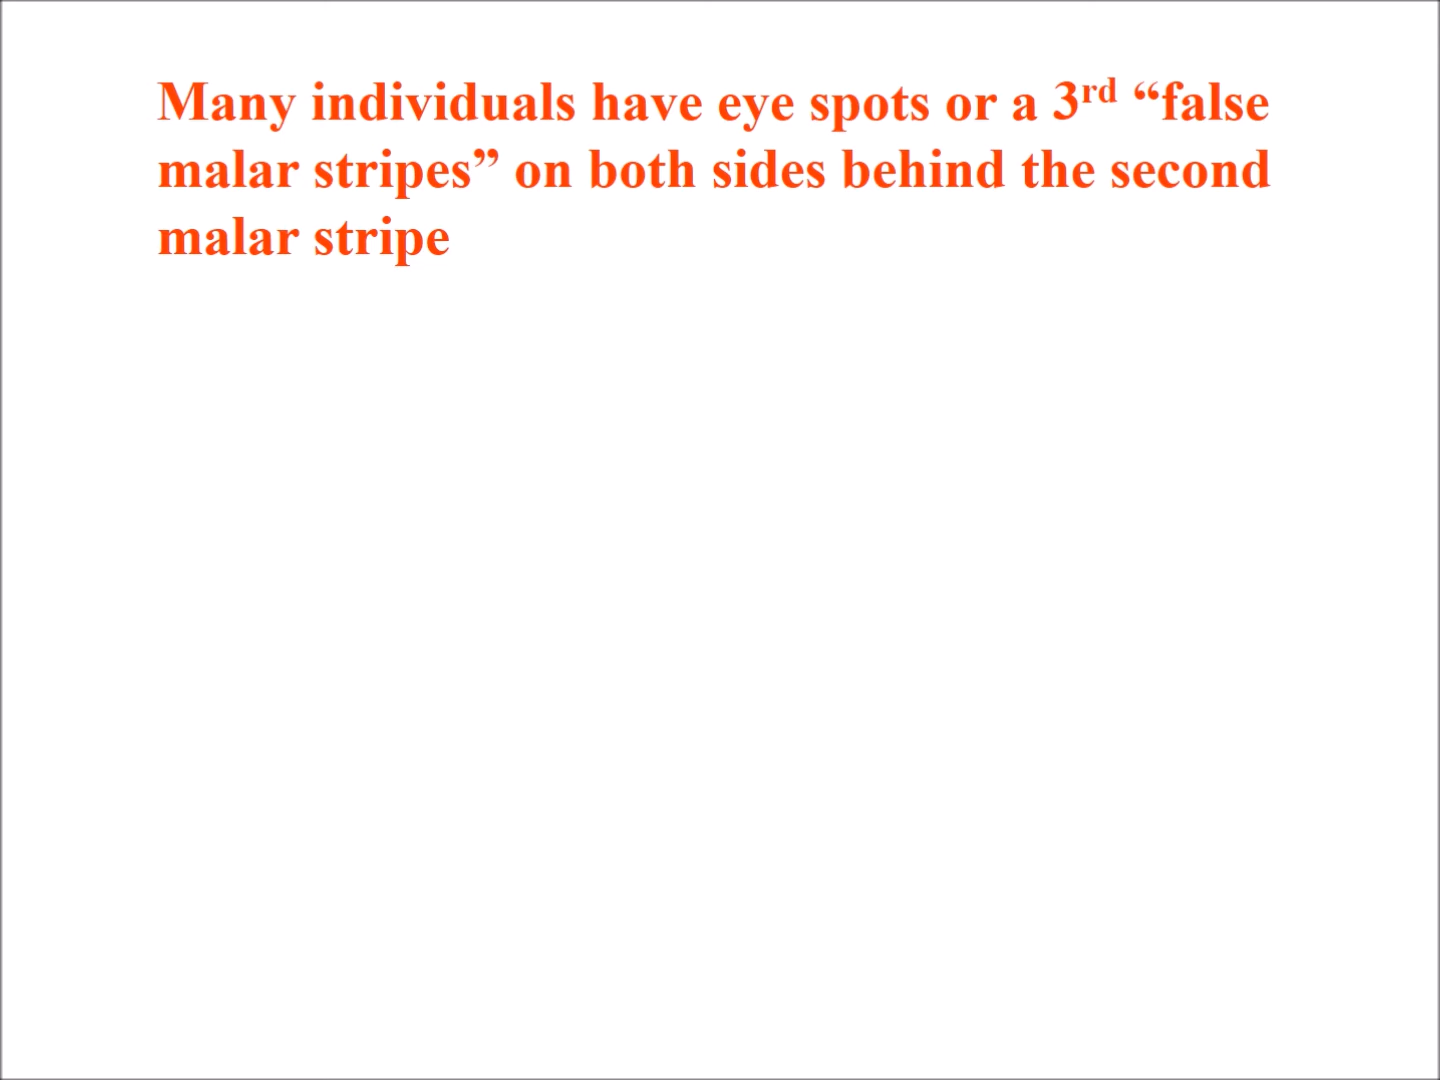 Many individuals have eye spots or a 3rd “false
malar stripes” on both sides behind the second
malar stripe